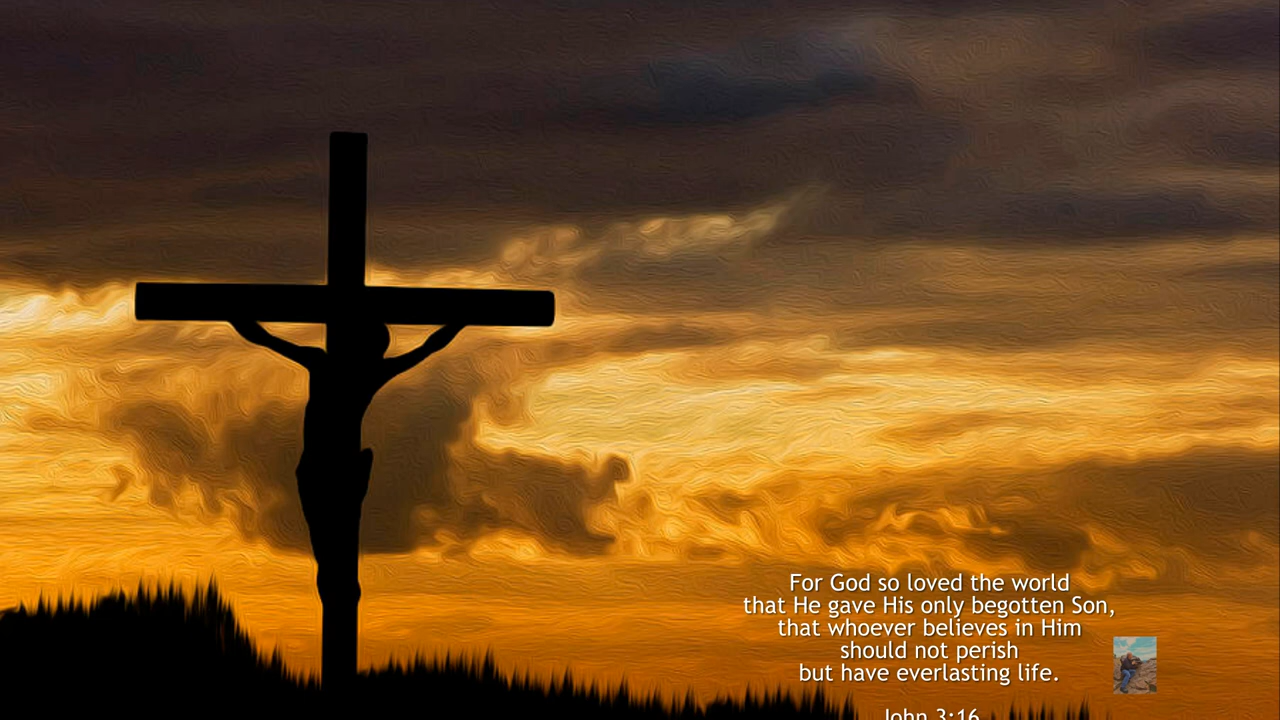 For God so loved the world
that He gave His only begotten Son,
that whoever believes in Him
should not perish
but have everlasting life.
John 3:16